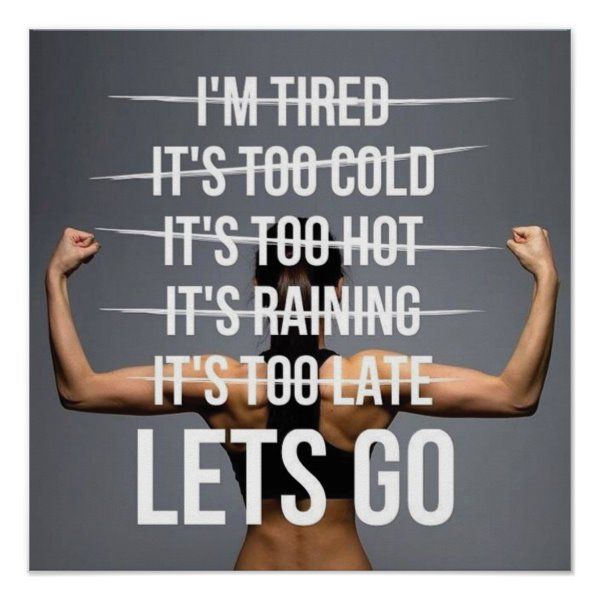 I'M TIRED
IT'S TOO COLD
IT'S TOO HOT
IT'S RAINING
IT'S TOO LATE
LETS GO